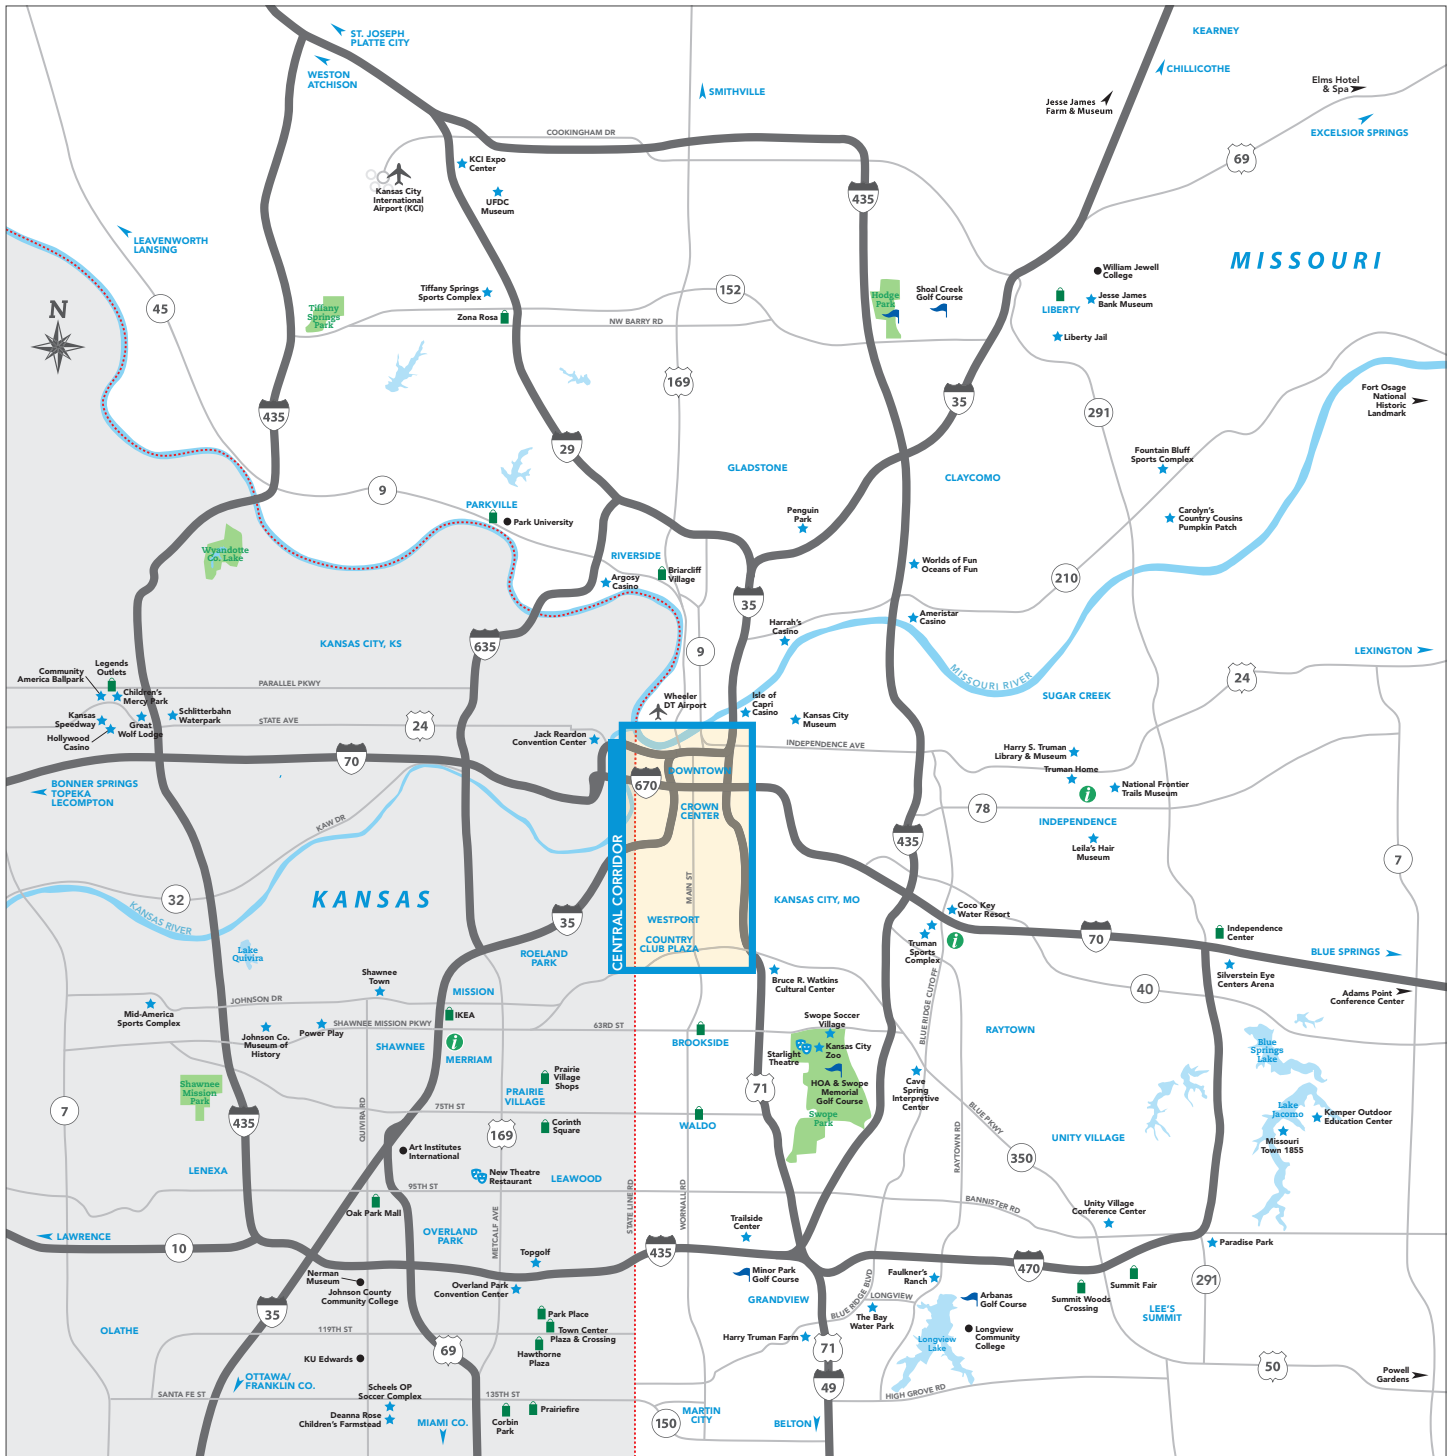 ST. JOSEPH
PLATTE CITY
WESTON
ATCHISON
SMITHVILLE
KEARNEY
CHILLICOTHE
Elms Hotel
& Spa
Jesse James
Farm & Museum
EXCELSIOR SPRINGS
69
COOKINGHAM DR
KCI Expo
Center
Kansas City
International
Airport (KCI)
UFDC
Museum
435
LEAVENWORTH
LANSING
MISSOURI
William Jewell
College
Jesse James
Bank Museum
LIBERTY
Liberty Jail
N
45
Tiffany
Springs
Park
Tiffany Springs
Sports Complex
Zona Rosa
152
NW BARRY RD
Hodge
Park
Shoal Creek
Golf Course
169
35
291
Fort Osage
National
Historic
Landmark
435
29
GLADSTONE
CLAYCOMO
Fountain Bluff
Sports Complex
9
PARKVILLE
Park University
Penguin
Park
Carolyn's
Country Cousins
Pumpkin Patch
Wyandotte
Co. Lake
RIVERSIDE
Argosy
Casino
Briarcliff
Village
Worlds of Fun
Oceans of Fun
210
35
Ameristar
Casino
Harrah's
Casino
KANSAS CITY, KS
635
9
MISSOURI RIVER
LEXINGTON
24
SUGAR CREEK
Community
America Ballpark
Legends
Outlets
Children's
Mercy Park
PARALLEL PKWY
Kansas
Speedway
Great
Wolf Lodge
Schlitterbahn
Waterpark
STATE AVE
24
Hollywood
Casino
Wheeler
DT Airport
Isle of
Capri
Casino
Kansas City
Museum
Jack Reardon
Convention Center
INDEPENDENCE AVE
Harry S. Truman
Library & Museum
Truman Home
National Frontier
Trails Museum
70
BONNER SPRINGS
TOPEKA
LECOMPTON
670
DOWNTOWN
CROWN
CENTER
78
INDEPENDENCE
KAW DR
435
Leila's Hair
Museum
7
CENTRAL CORRIDOR
MAIN ST
KANSAS
32
KANSAS RIVER
35
WESTPORT
COUNTRY
CLUB PLAZA
KANSAS CITY, MO
Coco Key
Water Resort
Truman
Sports
Complex
70
Independence
Center
BLUE SPRINGS
Silverstein Eye
Centers Arena
Lake
Quivira
ROELAND
PARK
Shawnee
Town
MISSION
Bruce R. Watkins
Cultural Center
BLUE RIDGE CUTOFF
40
Adams Point
Conference Center
JOHNSON DR
Mid-America
Sports Complex
Johnson Co.
Museum of
History
Power Play
SHAWNEE MISSION PKWY
IKEA
63RD ST
BROOKSIDE
Swope Soccer
Village
Starlight
Theatre
Kansas City
Zoo
RAYTOWN
SHAWNEE
MERRIAM
Blue
Springs
Lake
Shawnee
Mission
Park
Prairie
Village
Shops
PRAIRIE
VILLAGE
71
HOA & Swope
Memorial
Golf Course
Swope
Park
Cave
Spring
Interpretive
Center
BLUE PKWY
Lake
Jacomo
Kemper Outdoor
Education Center
Missouri
Town 1855
7
435
QUIVIRA RD
75TH ST
169
Corinth
Square
WALDO
RAYTOWN RD
350
UNITY VILLAGE
Art Institutes
International
LENEXA
New Theatre
Restaurant
LEAWOOD
95TH ST
Oak Park Mall
METCALF AVE
STATE LINE RD
WORNALL RD
BANNISTER RD
Unity Village
Conference Center
LAWRENCE
10
OVERLAND
PARK
Topgolf
435
Trailside
Center
Paradise Park
Nerman
Museum
Johnson County
Community College
Overland Park
Convention Center
Minor Park
Golf Course
GRANDVIEW
BLUE RIDGE BLVD
Faulkner's
Ranch
LONGVIEW
470
Summit Fair
Summit Woods
Crossing
291
Arbanas
Golf Course
LEE'S
SUMMIT
35
Park Place
Town Center
Plaza & Crossing
Hawthorne
Plaza
The Bay
Water Park
OLATHE
119TH ST
69
Harry Truman Farm
71
Longview
Lake
Longview
Community
College
KU Edwards
50
Powell
Gardens
OTTAWA/
FRANKLIN CO.
SANTA FE ST
Scheels OP
Soccer Complex
Deanna Rose
Children's Farmstead
135TH ST
Corbin
Park
Prairiefire
49
HIGH GROVE RD
MIAMI CO.
150
MARTIN
CITY
BELTON